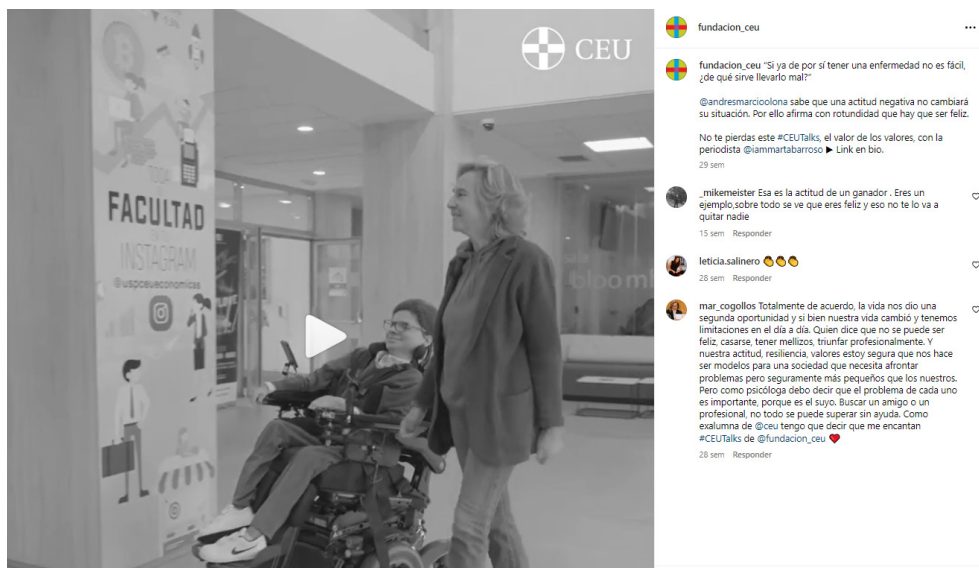 CEU
FACULTAD
INSTAGRAM
@uspceueconomicas
bloomb
fundacion_ceu
fundacion_ceu “Si ya de por sí tener una enfermedad no es fácil,
¿de qué sirve llevarlo mal?”
@andresmarcioolona sabe que una actitud negativa no cambiará
su situación. Por ello afirma con rotundidad que hay que ser feliz.
No te pierdas este #CEUTalks, el valor de los valores, con la
periodista @iammartabarroso ▶ Link en bio.
29 sem
_mikemeister Esa es la actitud de un ganador . Eres un
ejemplo,sobre todo se ve que eres feliz y eso no te lo va a
quitar nadie
15 sem Responder
leticia.salinero 👏👏👏
28 sem Responder
mar_cogollos Totalmente de acuerdo, la vida nos dio una
segunda oportunidad y si bien nuestra vida cambió y tenemos
limitaciones en el día a día. Quien dice que no se puede ser
feliz, casarse, tener mellizos, triunfar profesionalmente. Y
nuestra actitud, resiliencia, valores estoy segura que nos hace
ser modelos para una sociedad que necesita afrontar
problemas pero seguramente más pequeños que los nuestros.
Pero como psicóloga debo decir que el problema de cada uno
es importante, porque es el suyo. Buscar un amigo o un
profesional, no todo se puede superar sin ayuda. Como
exalumna de @ceu tengo que decir que me encantan
#CEUTalks de @fundacion_ceu ❤️
28 sem Responder